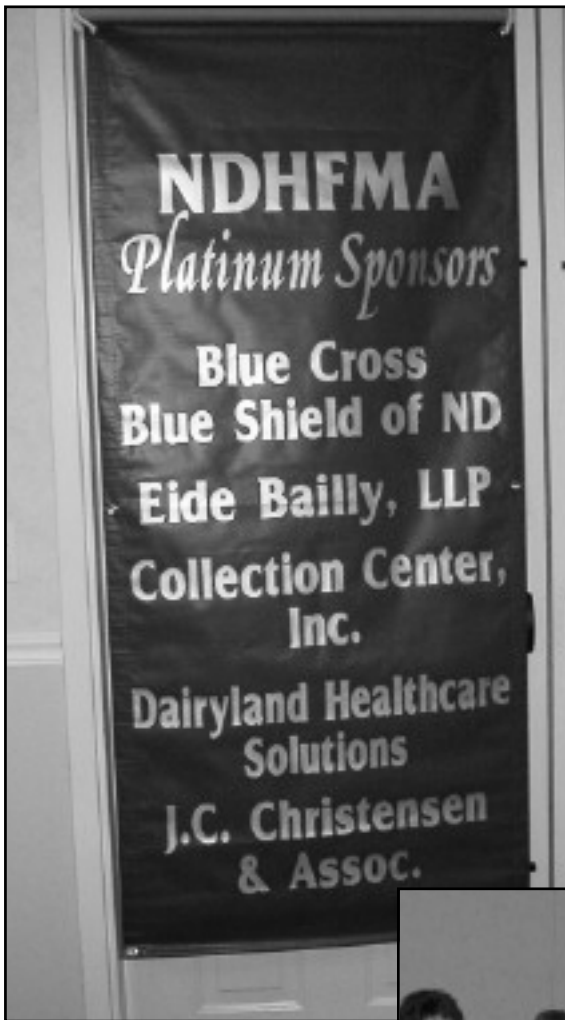 NDHFMA
Platinum Sponsors
Blue Cross
Blue Shield of ND
Eide Bailly, LLP
Collection Center,
Inc.
Dairyland Healthcare
Solutions
J.C. Christensen
& Assoc.